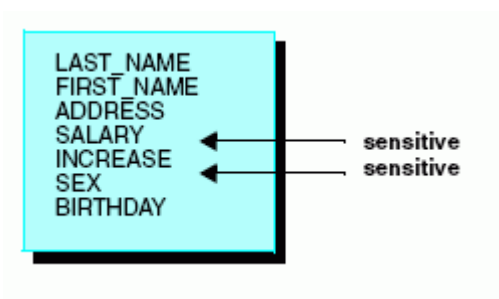 LAST_NAME
FIRST_NAME
ADDRESS
SALARY
INCREASE
SEX
BIRTHDAY
sensitive
sensitive